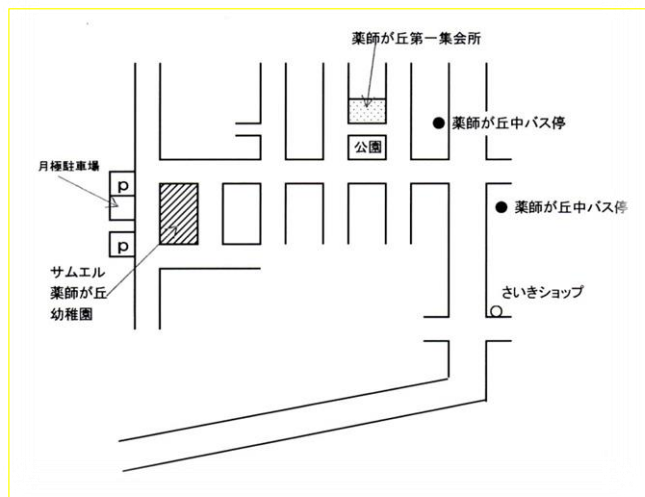 薬師が丘第一集会所
薬師が丘中バス停
公園
月極駐車場
p
薬師が丘中バス停
p
サムエル
薬師が丘
幼稚園
さいきショップ